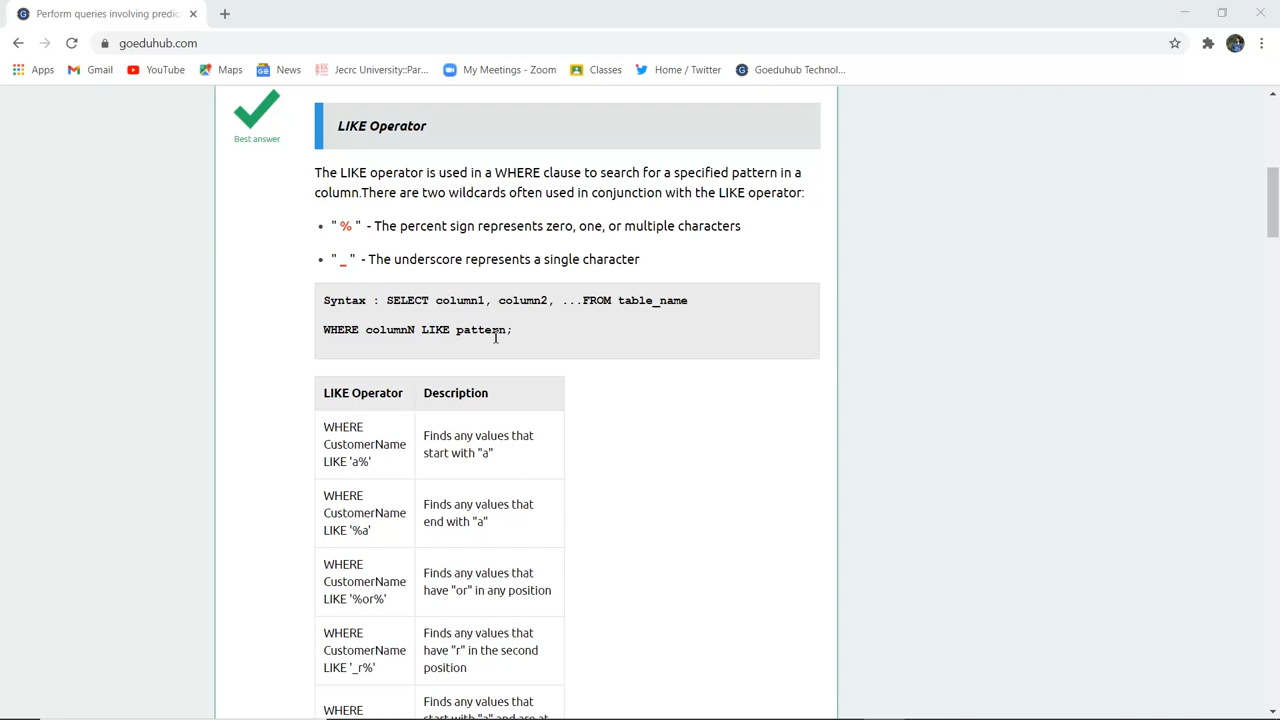 Perform queries involving predic
goeduhub.com
Apps Gmail YouTube Maps News Jecrc University::Par... My Meetings - Zoom Classes Home / Twitter Goeduhub Technol...
Best answer
LIKE Operator
The LIKE operator is used in a WHERE clause to search for a specified pattern in a
column.There are two wildcards often used in conjunction with the LIKE operator:
• " % " - The percent sign represents zero, one, or multiple characters
• " _ " - The underscore represents a single character
Syntax : SELECT column1, column2, ...FROM table_name
WHERE columnN LIKE pattern;
LIKE Operator Description
WHERE
CustomerName
LIKE 'a%'
Finds any values that
start with "a"
WHERE
CustomerName
LIKE '%a'
Finds any values that
end with "a"
WHERE
CustomerName
LIKE '%or%'
Finds any values that
have "or" in any position
WHERE
CustomerName
LIKE '_r%'
Finds any values that
have "r" in the second
position
WHERE
Finds any values that
start with "a" and are at